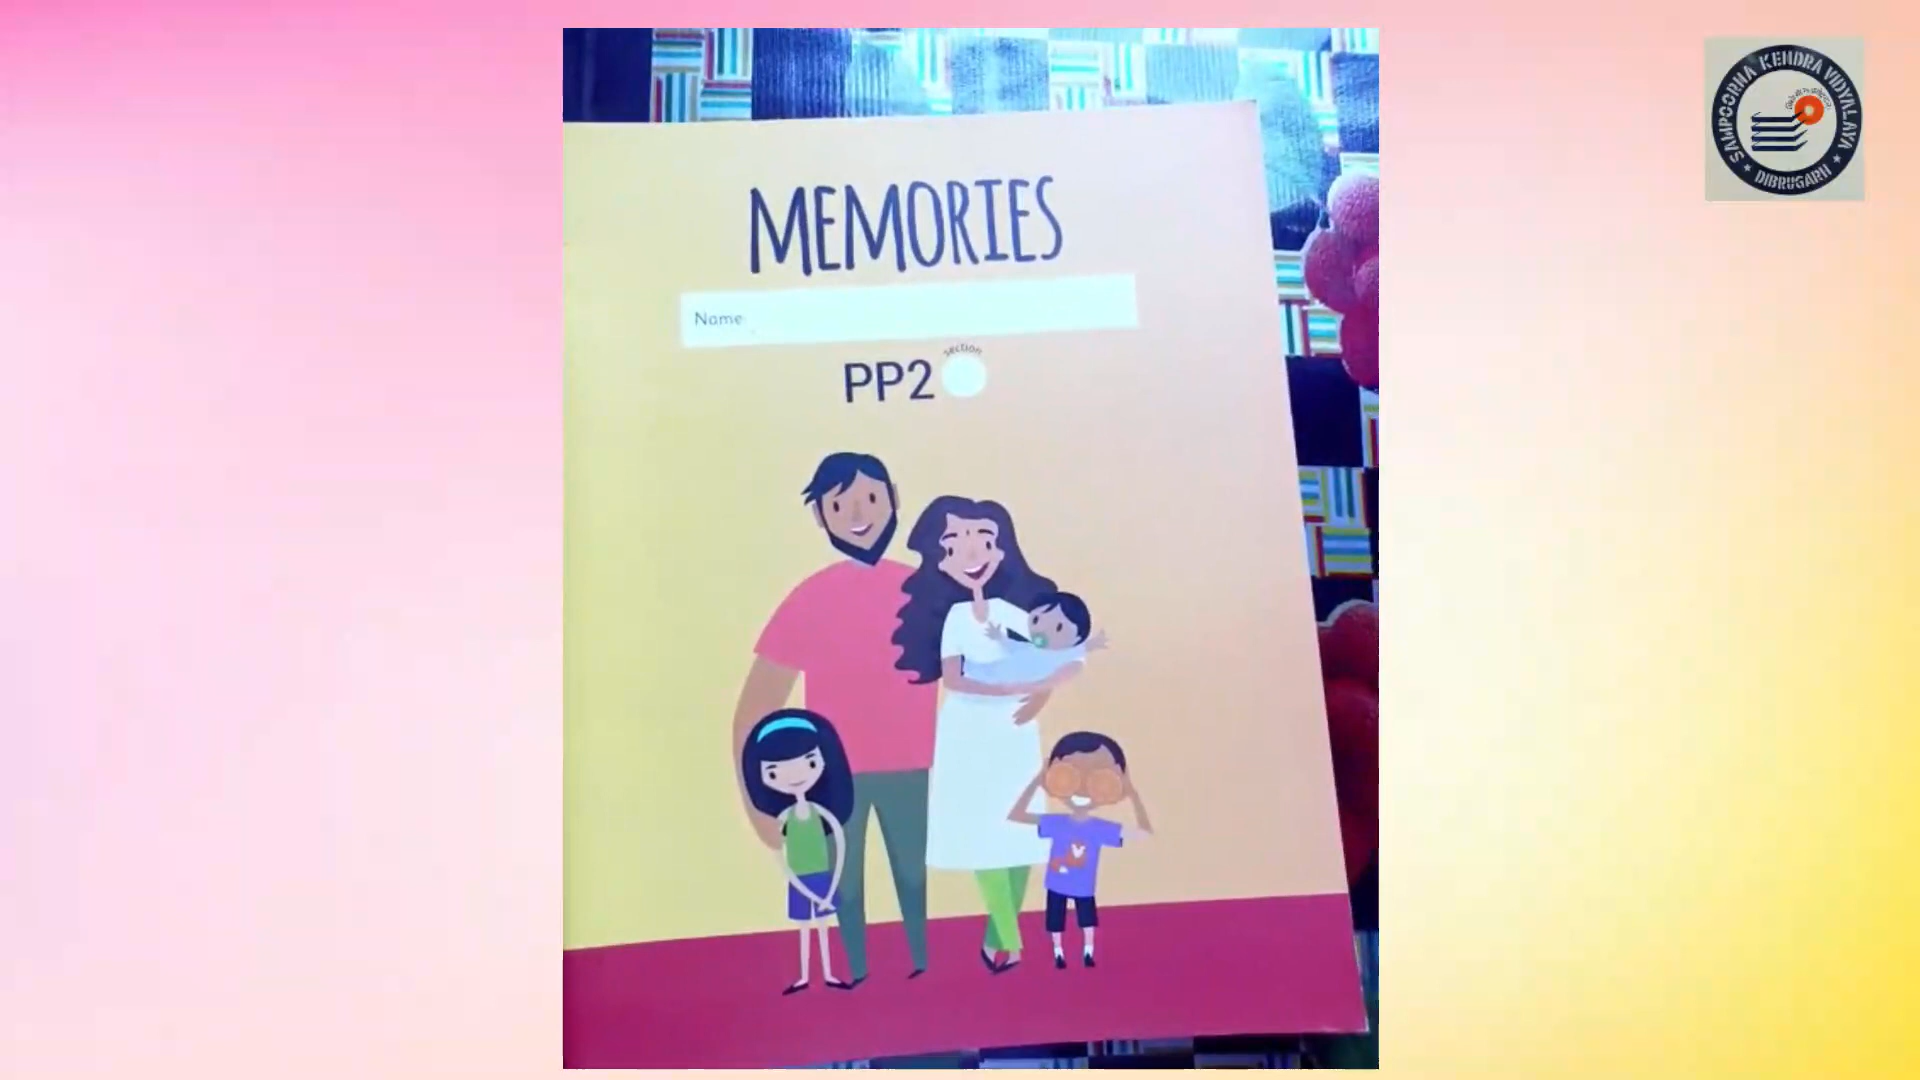 MEMORIES
Name
section
PP2
SAMPOORNA KENDRA VIDYALAYA
★ DIBRUGARH ★